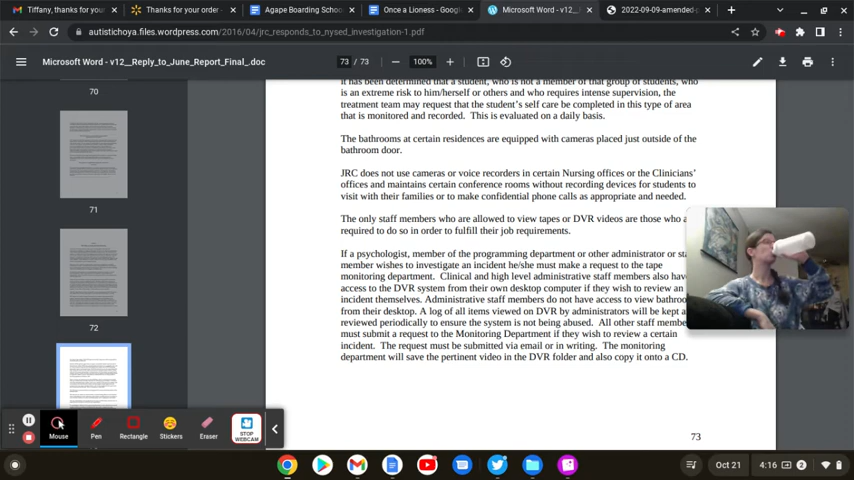 Tiffany, thanks for y
Thanks for your order -
Agape Boarding Schoo
Once a Lioness - Googl
Microsoft Word - v12_
2022-09-09-amended-p
autistichoya.files.wordpress.com/2016/04/jrc_responds_to_nysed_investigation-1.pdf
Microsoft Word - v12__Reply_to_June_Report_Final_.doc
73 / 73
100%
70
71
72
it has been determined that a student, who is not a member of that group of students, who
is an extreme risk to him/herself or others and who requires intense supervision, the
treatment team may request that the student's self care be completed in this type of area
that is monitored and recorded. This is evaluated on a daily basis.
The bathrooms at certain residences are equipped with cameras placed just outside of the
bathroom door.
JRC does not use cameras or voice recorders in certain Nursing offices or the Clinicians'
offices and maintains certain conference rooms without recording devices for students to
visit with their families or to make confidential phone calls as appropriate and needed.
The only staff members who are allowed to view tapes or DVR videos are those who a
required to do so in order to fulfill their job requirements.
If a psychologist, member of the programming department or other administrator or sta
member wishes to investigate an incident he/she must make a request to the tape
monitoring department. Clinical and high level administrative staff members also have
access to the DVR system from their own desktop computer if they wish to review an
incident themselves. Administrative staff members do not have access to view bathroo
from their desktop. A log of all items viewed on DVR by administrators will be kept a
reviewed periodically to ensure the system is not being abused. All other staff membe
must submit a request to the Monitoring Department if they wish to review a certain
incident. The request must be submitted via email or in writing. The monitoring
department will save the pertinent video in the DVR folder and also copy it onto a CD.
73
Mouse
Pen
Rectangle
Stickers
Eraser
STOP
WEBCAM
Oct 21
4:16
2